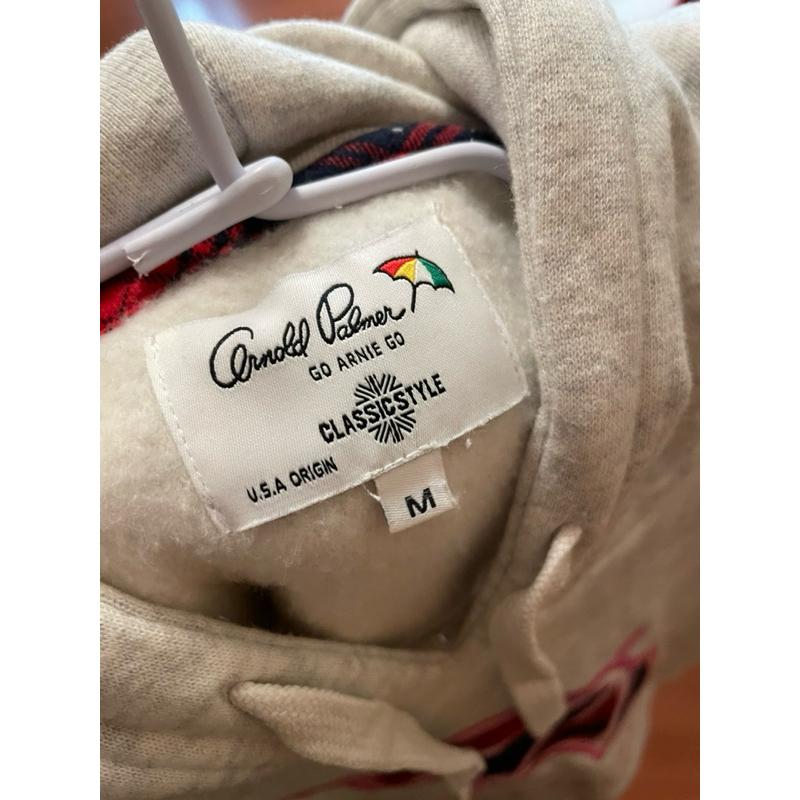 Arnold Palmer
GO ARNIE GO
CLASSICSTYLE
U.S.A ORIGIN
M